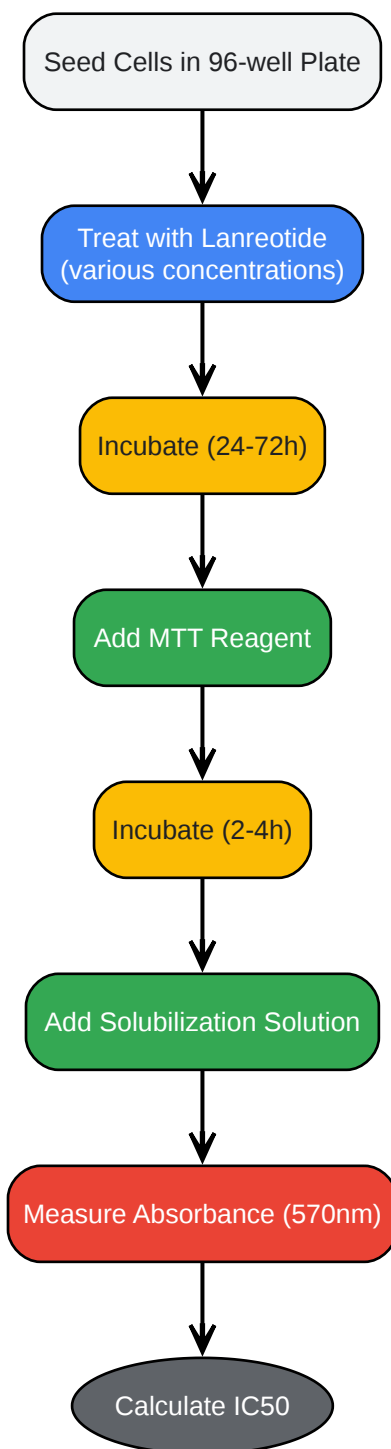 Seed Cells in 96-well Plate
Treat with Lanreotide
(various concentrations)
Incubate (24-72h)
Add MTT Reagent
Incubate (2-4h)
Add Solubilization Solution
Measure Absorbance (570nm)
Calculate IC50